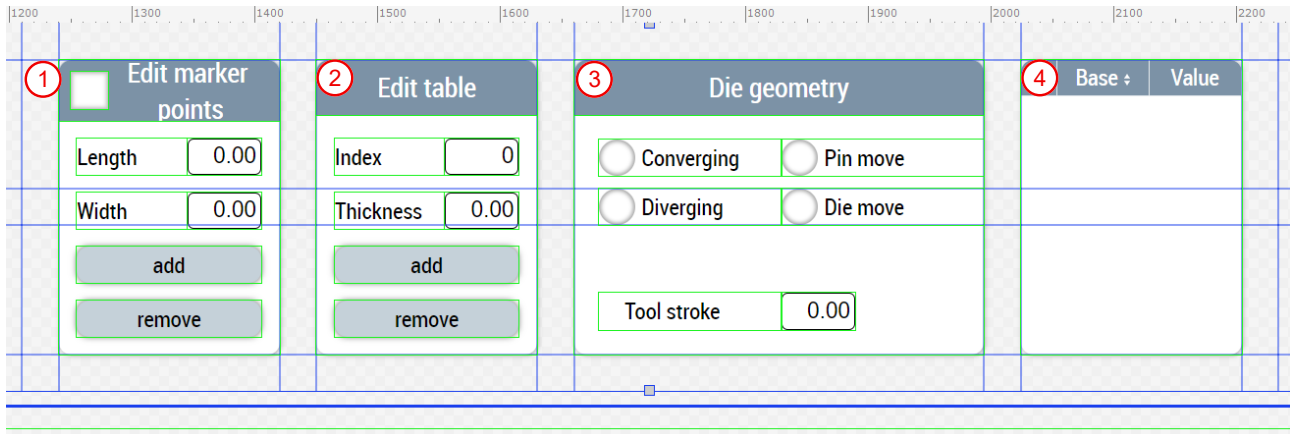 1200 1300 1400 1500 1600 1700 1800 1900 2000 2100 2200
1 Edit marker points
Length 0.00
Width 0.00
add
remove
2 Edit table
Index 0
Thickness 0.00
add
remove
3 Die geometry
Converging Pin move
Diverging Die move
Tool stroke 0.00
4 Base Value